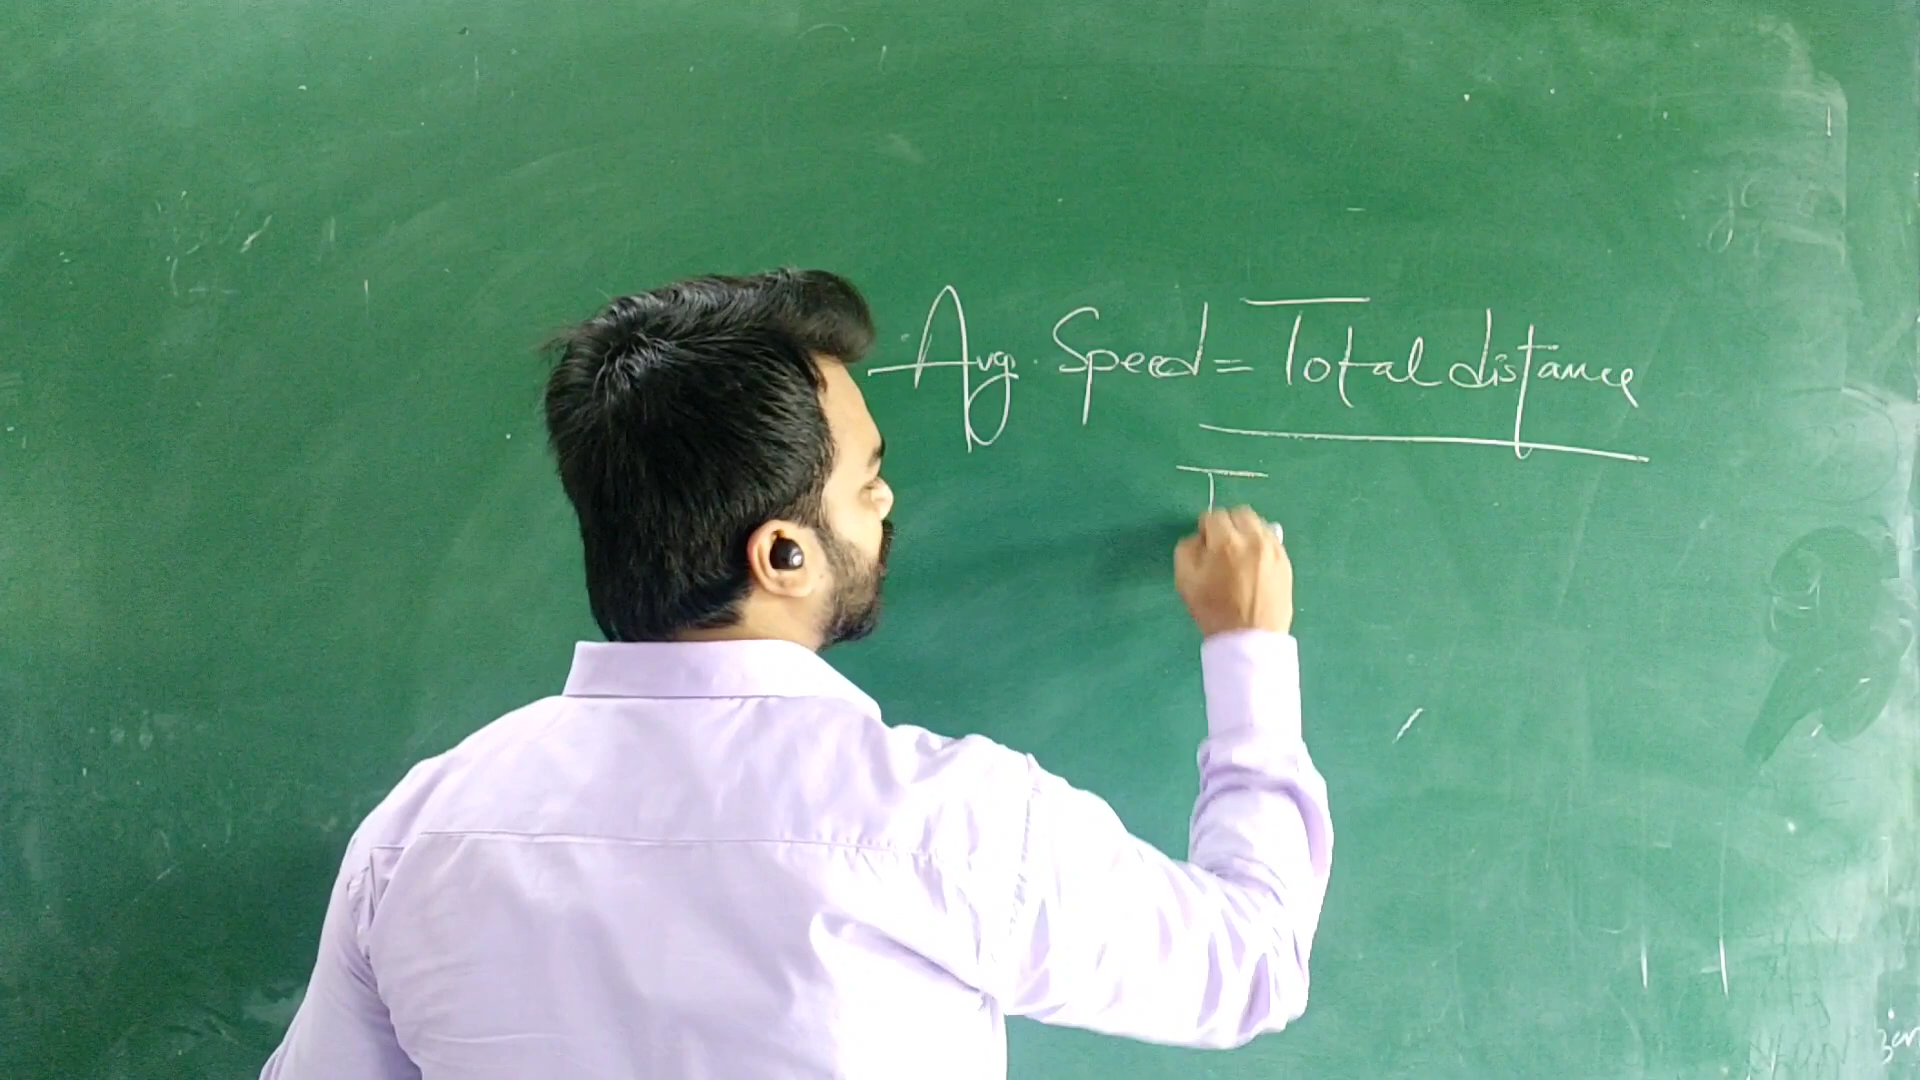 Avg. Speed = Total distance
T